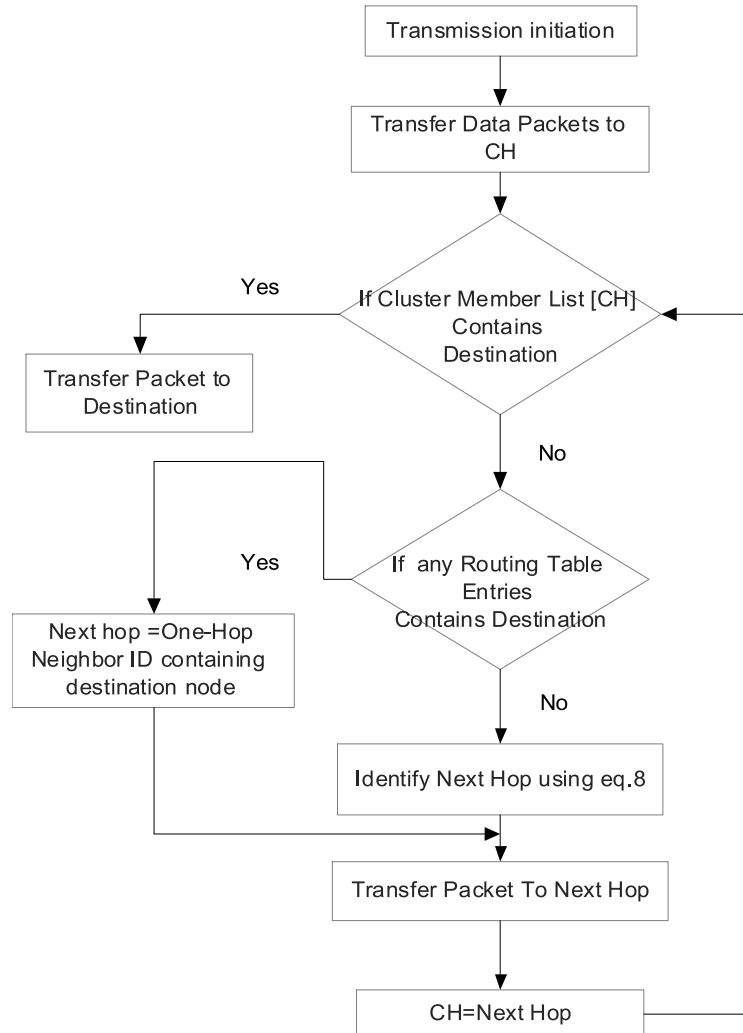 Transmission initiation
Transfer Data Packets to
CH
If Cluster Member List [CH]
Contains
Destination
Yes
Transfer Packet to
Destination
No
If any Routing Table
Entries
Contains Destination
Yes
Next hop =One-Hop
Neighbor ID containing
destination node
No
Identify Next Hop using eq.8
Transfer Packet To Next Hop
CH=Next Hop